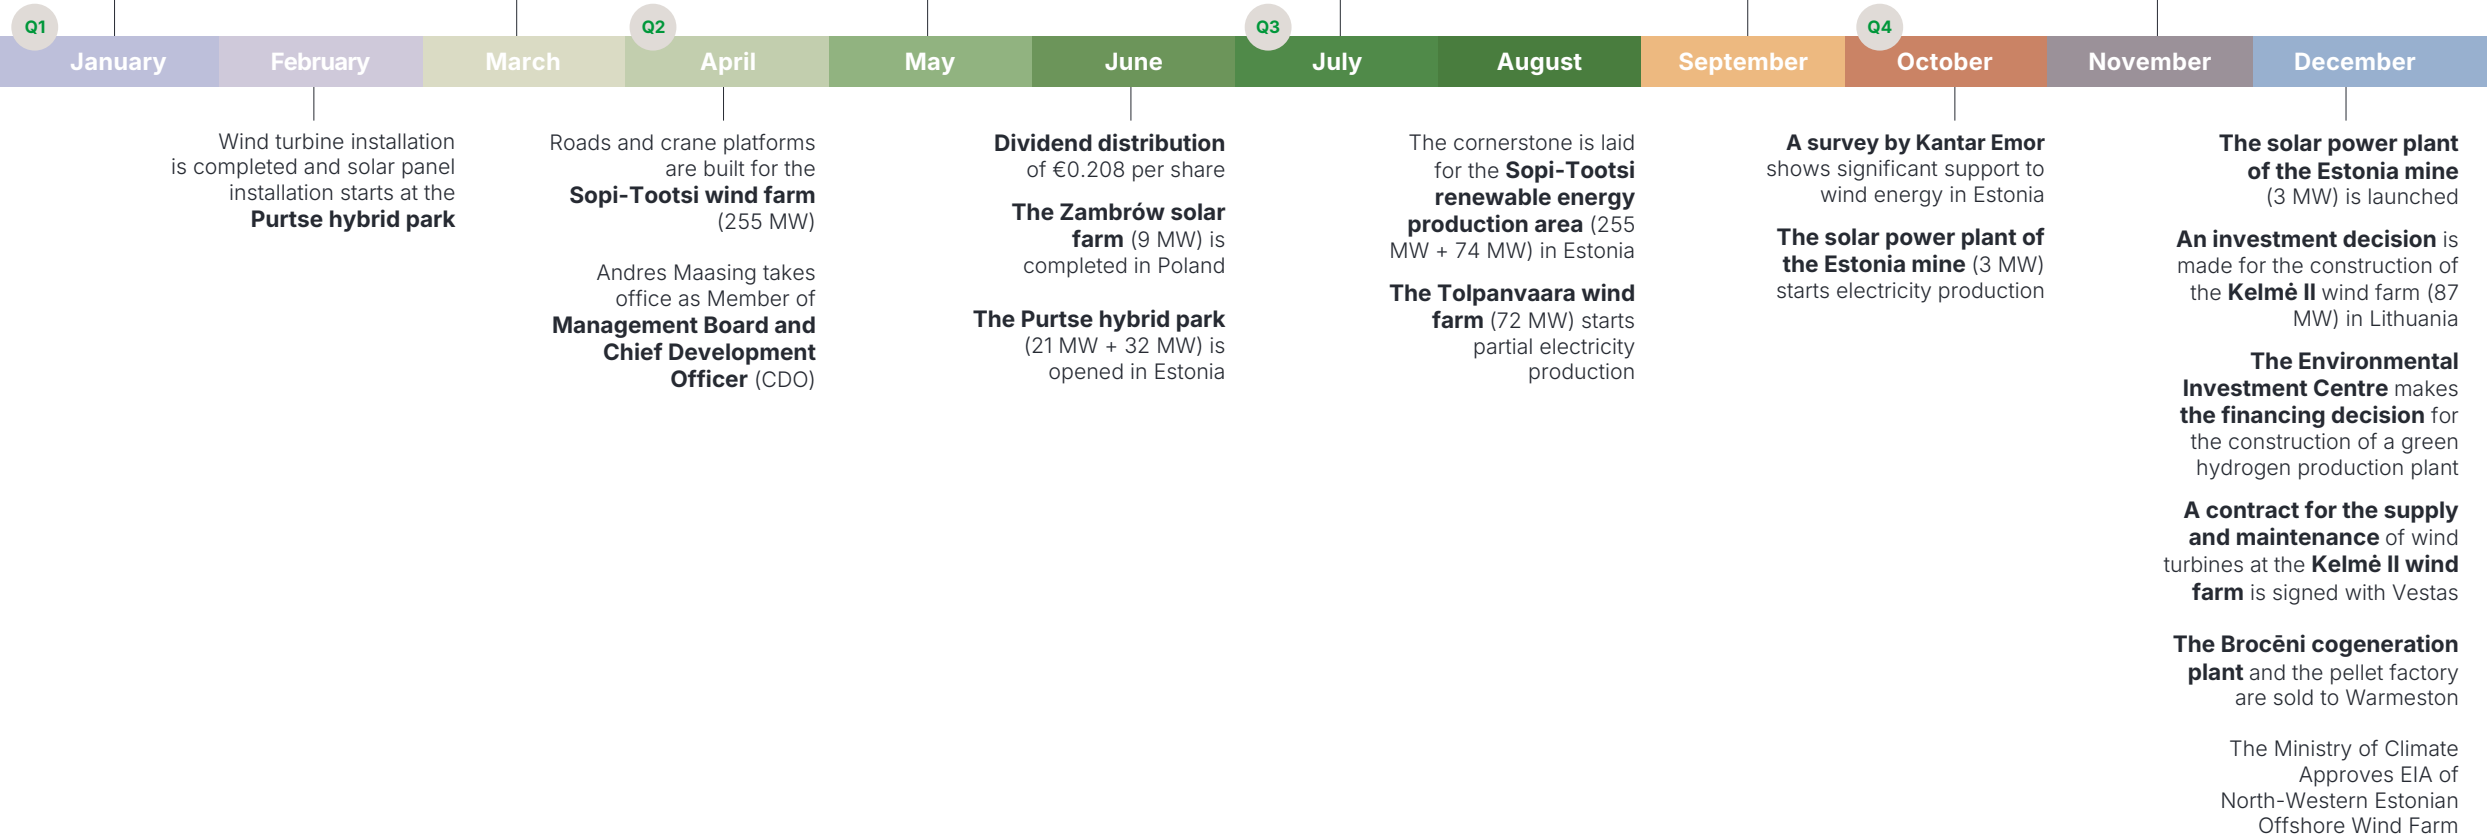 Q1
Q2
Q3
Q4
January
February
March
April
May
June
July
August
September
October
November
December
Wind turbine installation
is completed and solar panel
installation starts at the
Purtse hybrid park
Roads and crane platforms
are built for the
Sopi-Tootsi wind farm
(255 MW)
Andres Maasing takes
office as Member of
Management Board and
Chief Development
Officer (CDO)
Dividend distribution
of €0.208 per share
The Zambrów solar
farm (9 MW) is
completed in Poland
The Purtse hybrid park
(21 MW + 32 MW) is
opened in Estonia
The cornerstone is laid
for the Sopi-Tootsi
renewable energy
production area (255
MW + 74 MW) in Estonia
The Tolpanvaara wind
farm (72 MW) starts
partial electricity
production
A survey by Kantar Emor
shows significant support to
wind energy in Estonia
The solar power plant of
the Estonia mine (3 MW)
starts electricity production
The solar power plant
of the Estonia mine
(3 MW) is launched
An investment decision is
made for the construction of
the Kelmė II wind farm (87
MW) in Lithuania
The Environmental
Investment Centre makes
the financing decision for
the construction of a green
hydrogen production plant
A contract for the supply
and maintenance of wind
turbines at the Kelmė II wind
farm is signed with Vestas
The Brocēni cogeneration
plant and the pellet factory
are sold to Warmeston
The Ministry of Climate
Approves EIA of
North-Western Estonian
Offshore Wind Farm